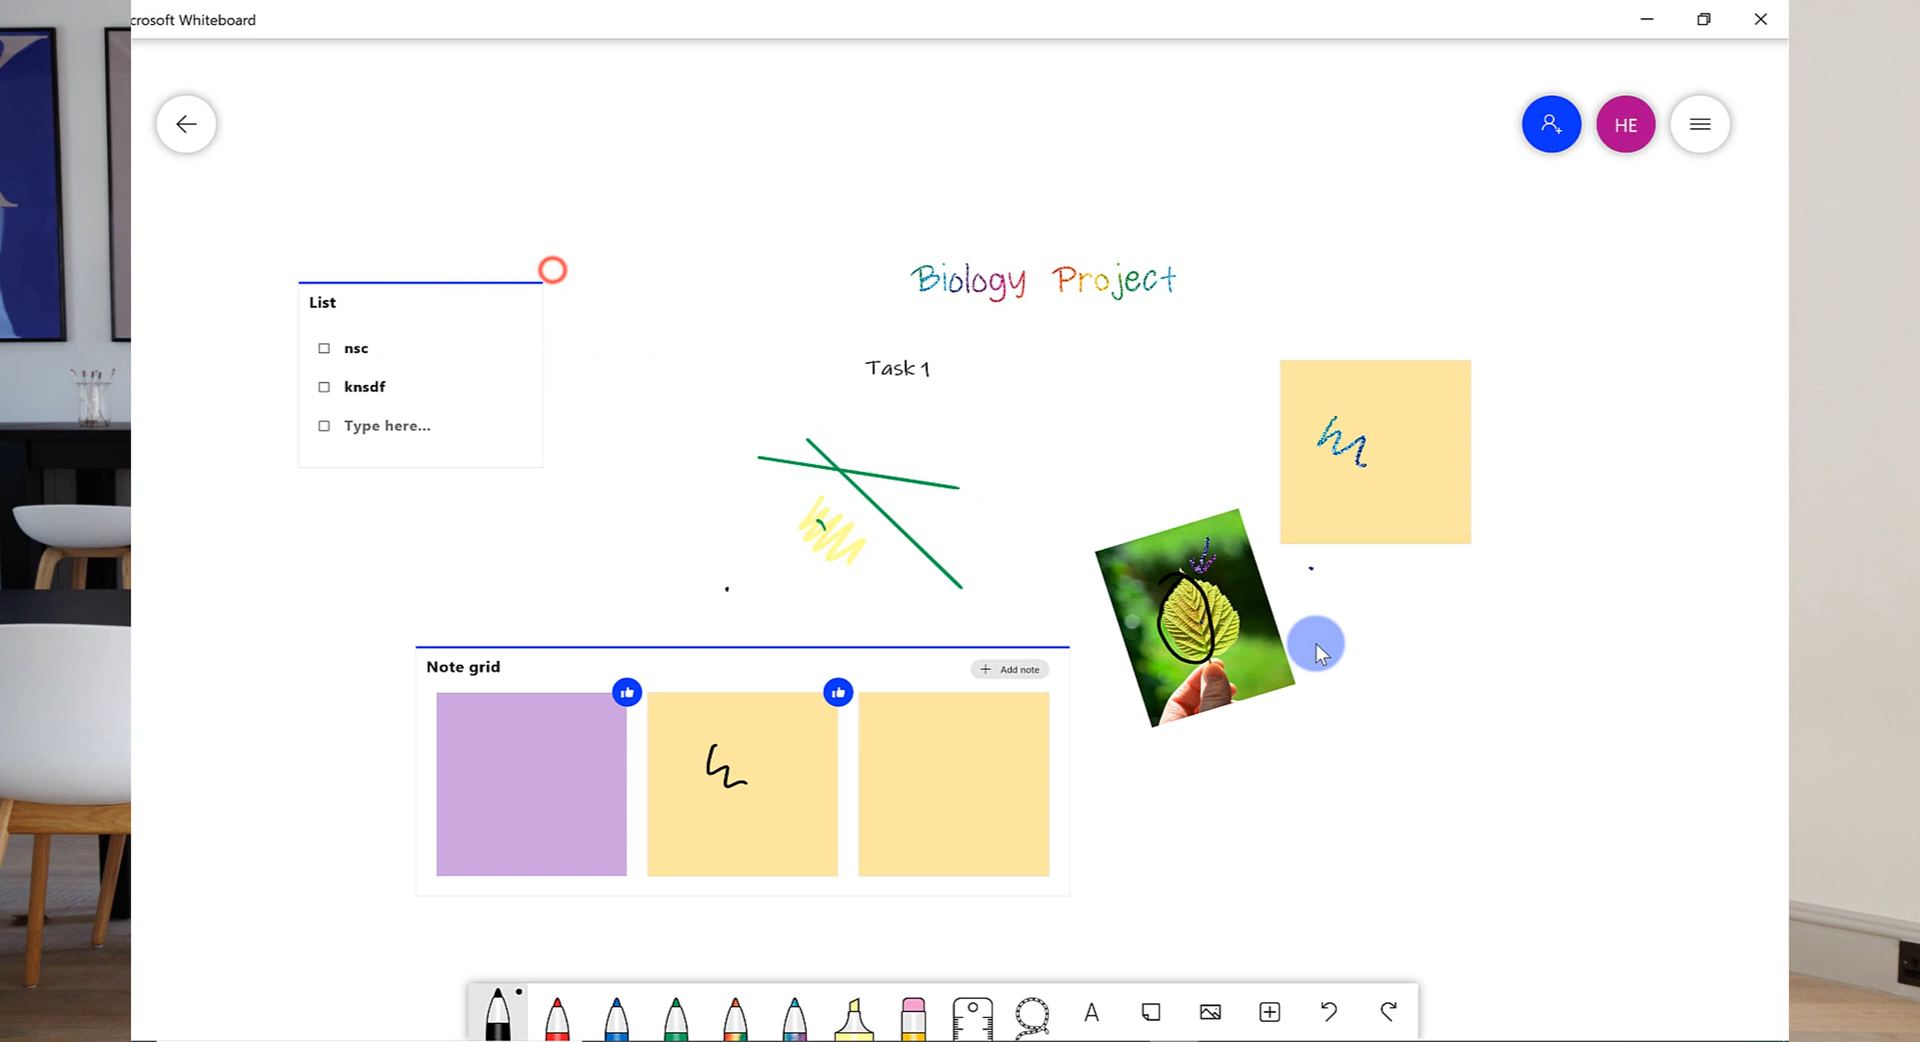 crosoft Whiteboard
HE
Biology Project
List
nsc
knsdf
Type here...
Task 1
Note grid
Add note
A